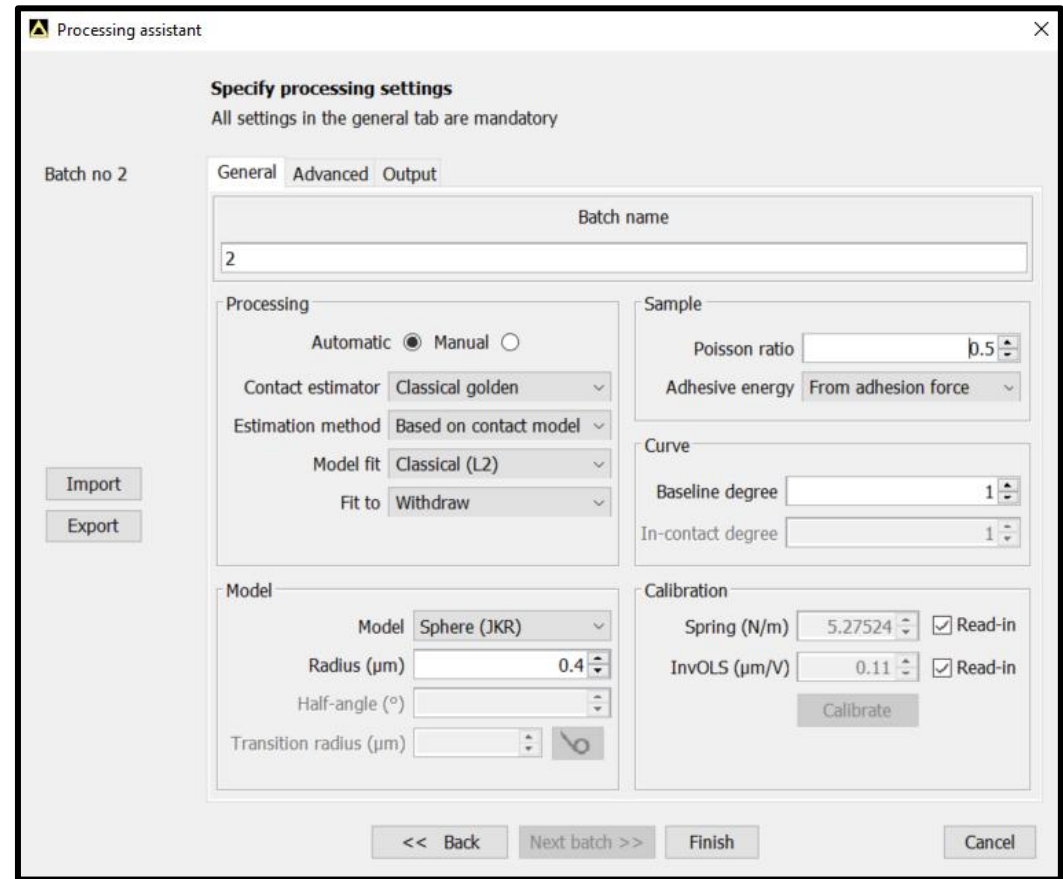 Processing assistant
Specify processing settings
All settings in the general tab are mandatory
Batch no 2
General Advanced Output
Batch name
2
Processing
Automatic Manual
Contact estimator Classical golden
Estimation method Based on contact model
Model fit Classical (L2)
Fit to Withdraw
Sample
Poisson ratio 0.5
Adhesive energy From adhesion force
Curve
Baseline degree 1
In-contact degree 1
Import
Export
Model
Model Sphere (JKR)
Radius (µm) 0.4
Half-angle (°)
Transition radius (µm)
Calibration
Spring (N/m) 5.27524 Read-in
InvOLS (µm/V) 0.11 Read-in
Calibrate
<< Back Next batch >> Finish Cancel